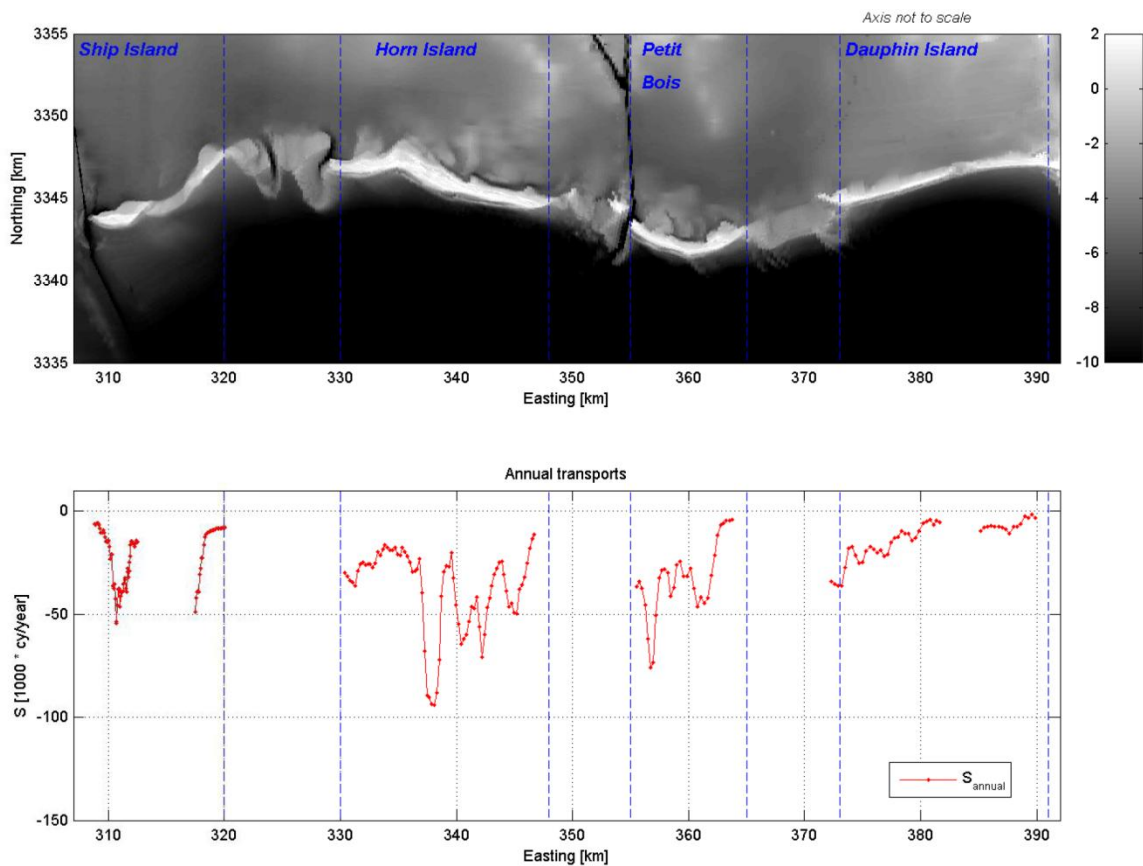 Axis not to scale
Ship Island
Horn Island
Petit
Bois
Dauphin Island
3355
3350
3345
3340
3335
Northing [km]
310 320 330 340 350 360 370 380 390
Easting [km]
2
0
-2
-4
-6
-8
-10
Annual transports
0
-50
-100
-150
S [1000 * cy/year]
S annual
310 320 330 340 350 360 370 380 390
Easting [km]